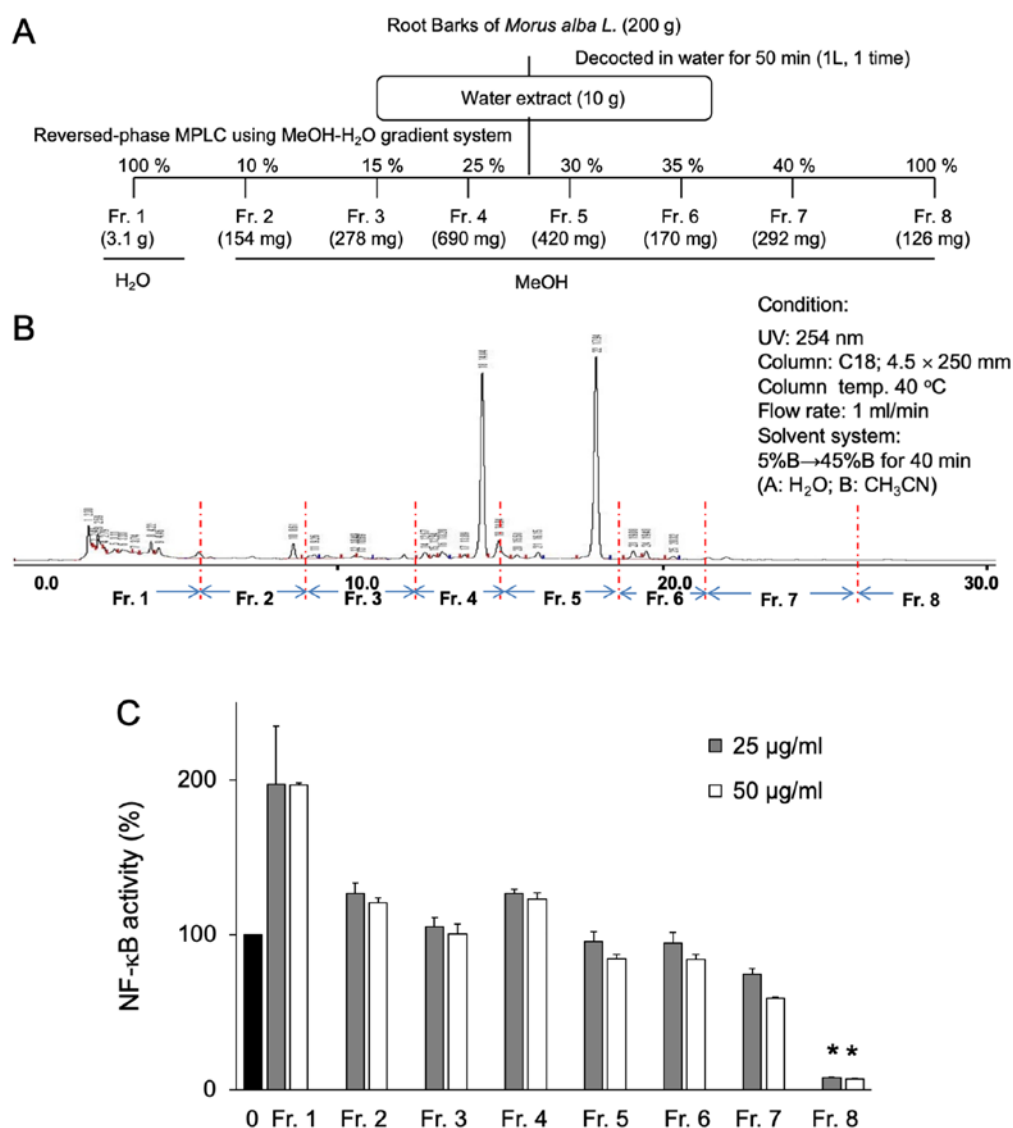 A
Root Barks of Morus alba L. (200 g)
Decocted in water for 50 min (1L, 1 time)
Water extract (10 g)
Reversed-phase MPLC using MeOH-H₂O gradient system
100 % 10 % 15 % 25 % 30 % 35 % 40 % 100 %
Fr. 1 Fr. 2 Fr. 3 Fr. 4 Fr. 5 Fr. 6 Fr. 7 Fr. 8
(3.1 g) (154 mg) (278 mg) (690 mg) (420 mg) (170 mg) (292 mg) (126 mg)
H₂O MeOH
B
Condition:
UV: 254 nm
Column: C18; 4.5 × 250 mm
Column temp. 40 ºC
Flow rate: 1 ml/min
Solvent system:
5%B→45%B for 40 min
(A: H₂O; B: CH₃CN)
0.0 10.0 20.0 30.0
Fr. 1 Fr. 2 Fr. 3 Fr. 4 Fr. 5 Fr. 6 Fr. 7 Fr. 8
C
25 µg/ml
50 µg/ml
NF-κB activity (%)
200
100
0
* *
0 Fr. 1 Fr. 2 Fr. 3 Fr. 4 Fr. 5 Fr. 6 Fr. 7 Fr. 8